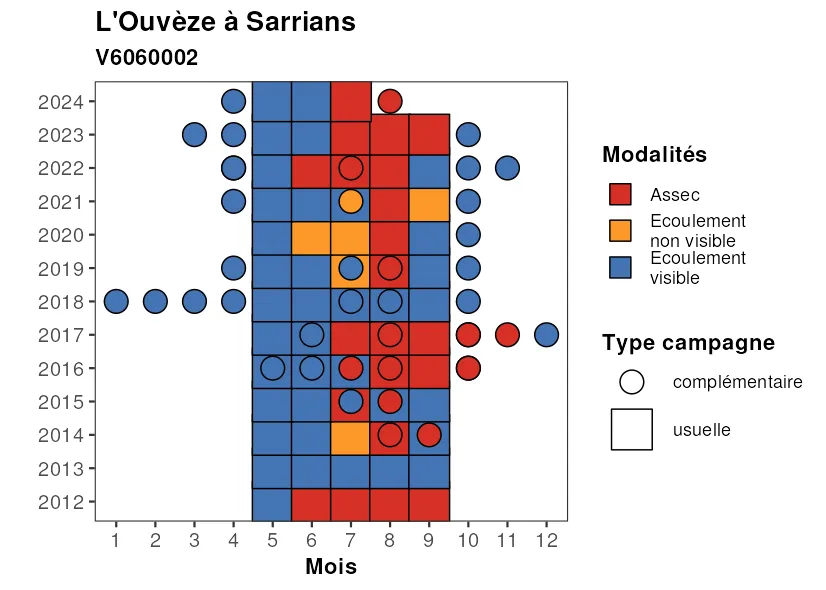 L'Ouvèze à Sarrians
V6060002
2024
2023
2022
2021
2020
2019
2018
2017
2016
2015
2014
2013
2012
1 2 3 4 5 6 7 8 9 10 11 12
Mois
Modalités
Assec
Ecoulement
non visible
Ecoulement
visible
Type campagne
complémentaire
usuelle